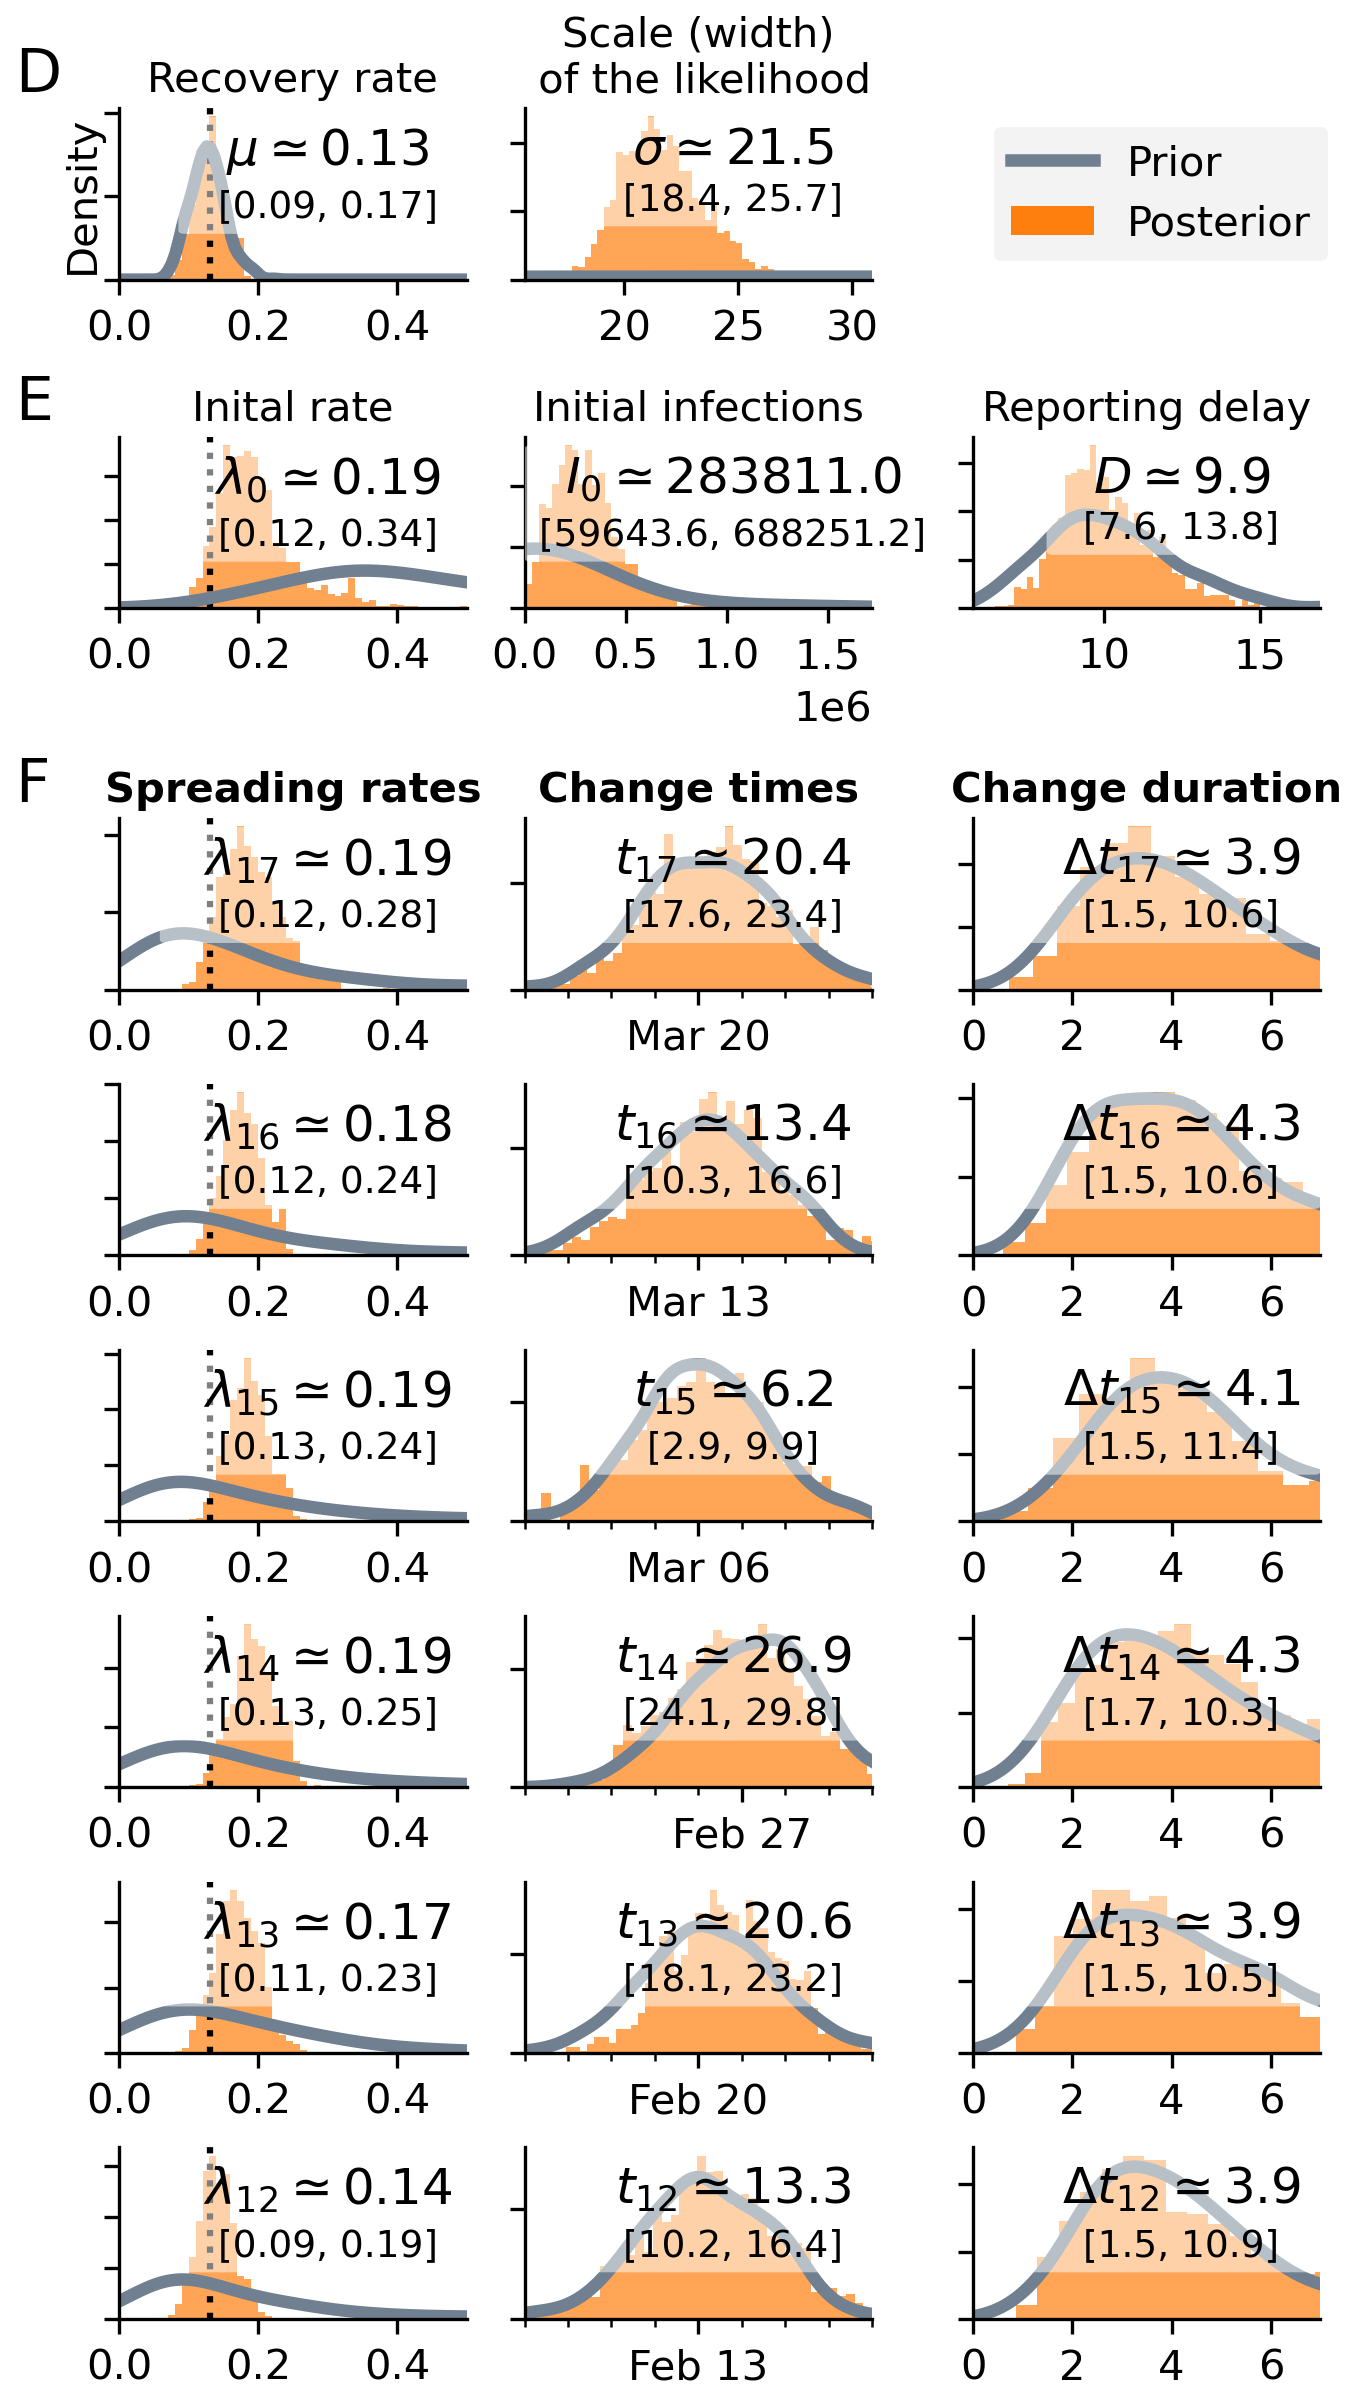 D
Recovery rate
Scale (width)
of the likelihood
Density
μ ≃ 0.13
[0.09, 0.17]
σ ≃ 21.5
[18.4, 25.7]
Prior
Posterior
0.0 0.2 0.4
20 25 30
E
Inital rate
Initial infections
Reporting delay
λ0 ≃ 0.19
[0.12, 0.34]
I0 ≃ 283811.0
[59643.6, 688251.2]
D ≃ 9.9
[7.6, 13.8]
0.0 0.2 0.4
0.0 0.5 1.0 1.5
1e6
10 15
F
Spreading rates
Change times
Change duration
λ17 ≃ 0.19
[0.12, 0.28]
t17 ≃ 20.4
[17.6, 23.4]
Δt17 ≃ 3.9
[1.5, 10.6]
0.0 0.2 0.4
Mar 20
0 2 4 6
λ16 ≃ 0.18
[0.12, 0.24]
t16 ≃ 13.4
[10.3, 16.6]
Δt16 ≃ 4.3
[1.5, 10.6]
0.0 0.2 0.4
Mar 13
0 2 4 6
λ15 ≃ 0.19
[0.13, 0.24]
t15 ≃ 6.2
[2.9, 9.9]
Δt15 ≃ 4.1
[1.5, 11.4]
0.0 0.2 0.4
Mar 06
0 2 4 6
λ14 ≃ 0.19
[0.13, 0.25]
t14 ≃ 26.9
[24.1, 29.8]
Δt14 ≃ 4.3
[1.7, 10.3]
0.0 0.2 0.4
Feb 27
0 2 4 6
λ13 ≃ 0.17
[0.11, 0.23]
t13 ≃ 20.6
[18.1, 23.2]
Δt13 ≃ 3.9
[1.5, 10.5]
0.0 0.2 0.4
Feb 20
0 2 4 6
λ12 ≃ 0.14
[0.09, 0.19]
t12 ≃ 13.3
[10.2, 16.4]
Δt12 ≃ 3.9
[1.5, 10.9]
0.0 0.2 0.4
Feb 13
0 2 4 6